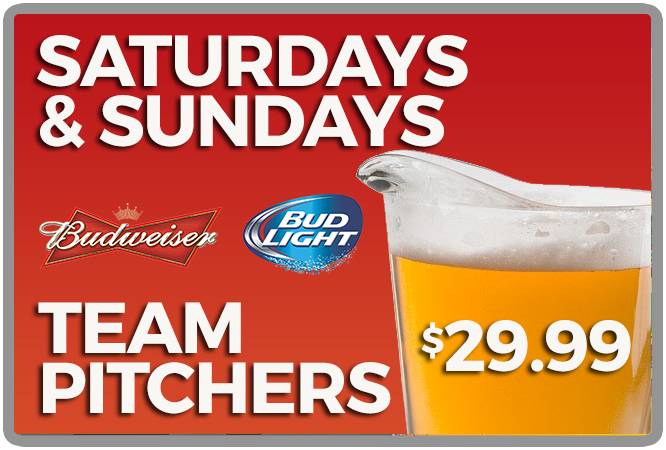 SATURDAYS
& SUNDAYS
Budweiser
BUD
LIGHT
TEAM
PITCHERS
$29.99